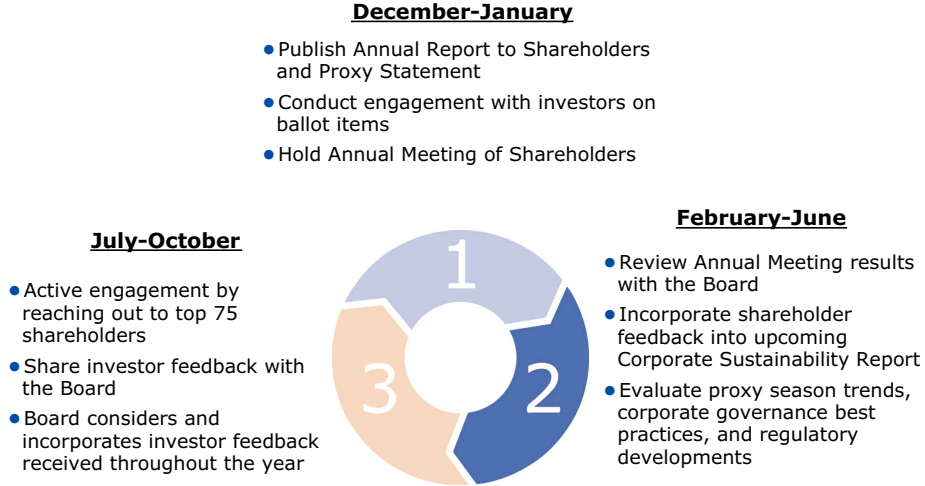 December-January
● Publish Annual Report to Shareholders
and Proxy Statement
● Conduct engagement with investors on
ballot items
● Hold Annual Meeting of Shareholders
February-June
● Review Annual Meeting results
with the Board
● Incorporate shareholder
feedback into upcoming
Corporate Sustainability Report
● Evaluate proxy season trends,
corporate governance best
practices, and regulatory
developments
July-October
● Active engagement by
reaching out to top 75
shareholders
● Share investor feedback with
the Board
● Board considers and
incorporates investor feedback
received throughout the year
1
2
3